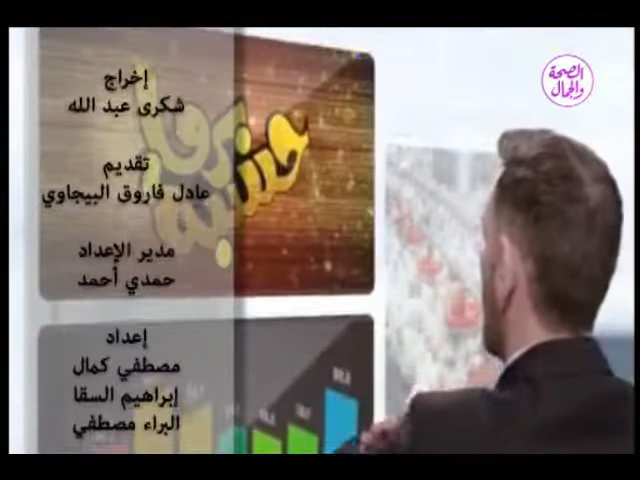 إخراج
شكرى عبد الله
تقديم
عادل فاروق البيجاوي
مدير الإعداد
حمدي أحمد
إعداد
مصطفي كمال
إبراهيم السقا
البراء مصطفي
الصحة
والجمال